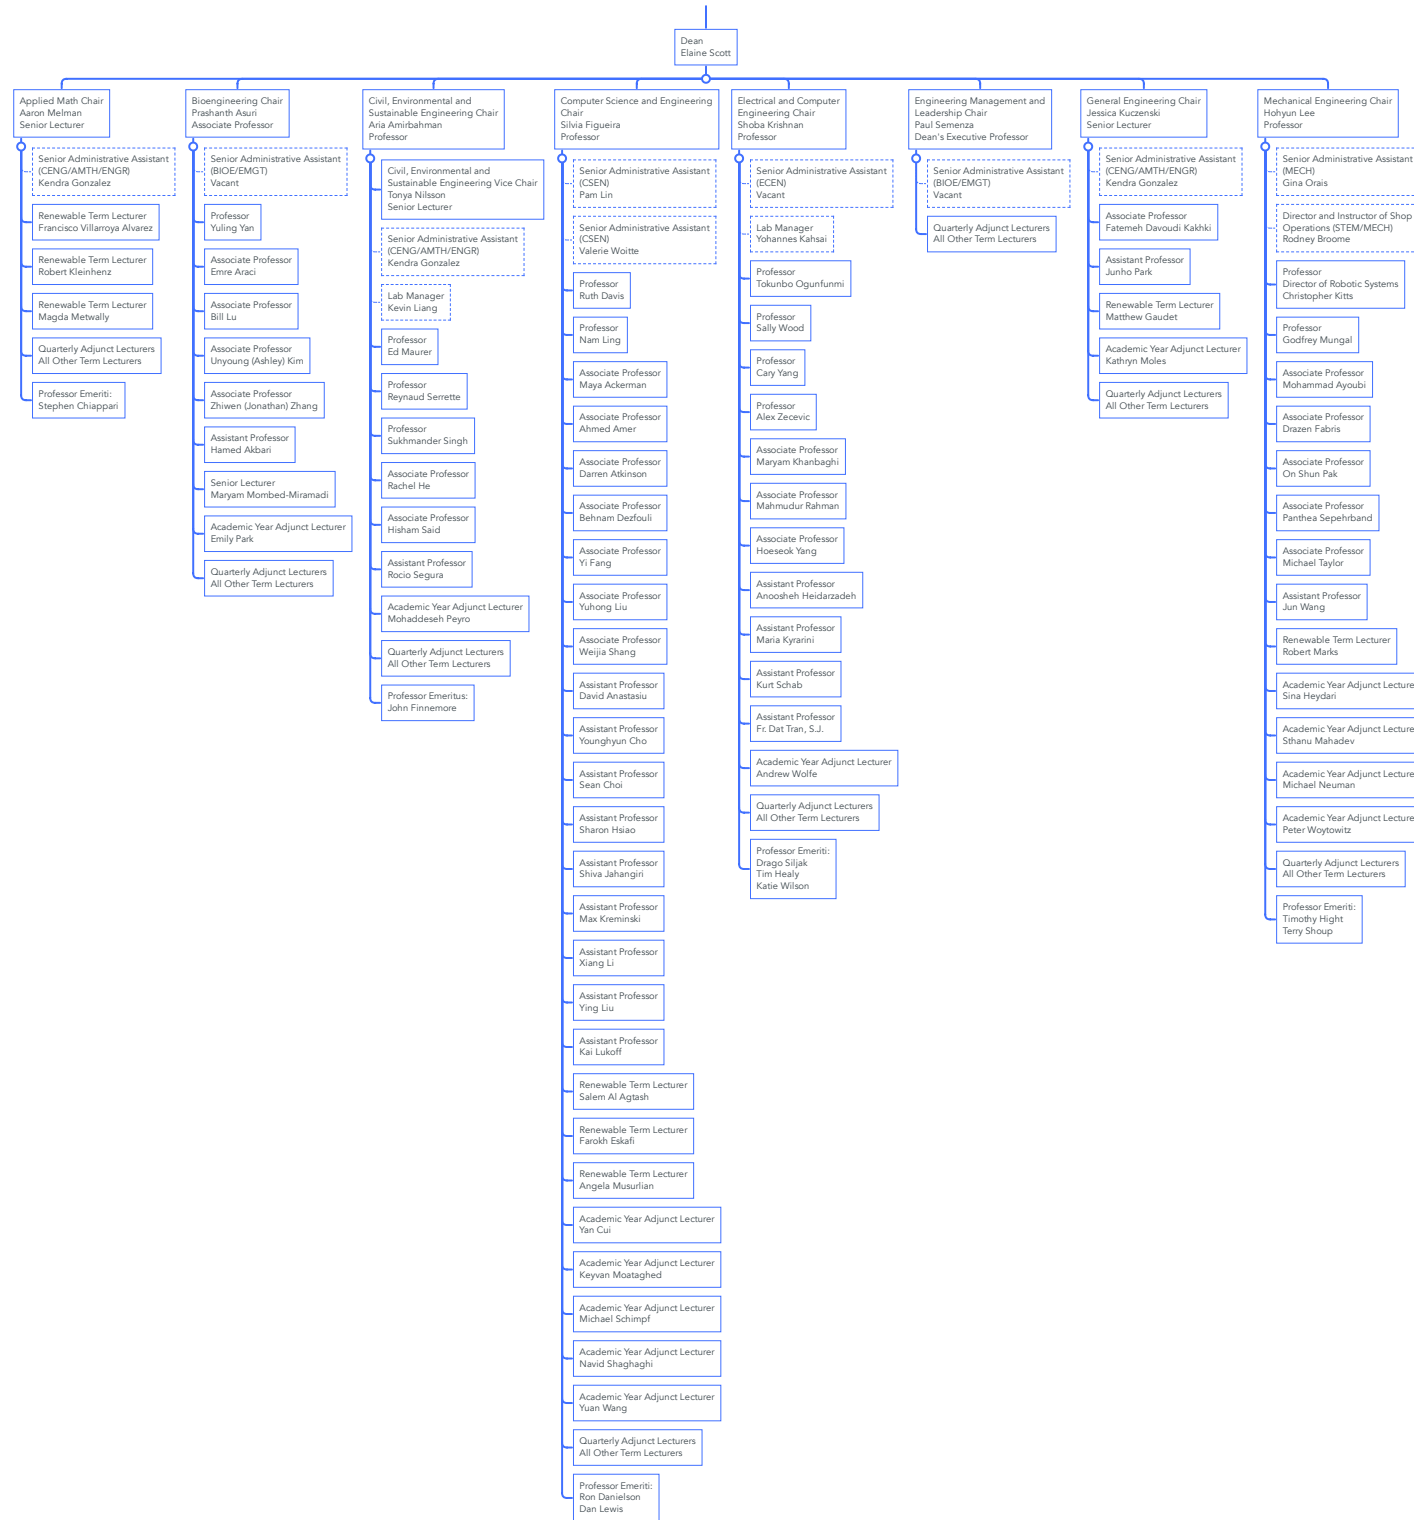 Dean
Elaine Scott
Applied Math Chair
Aaron Melman
Senior Lecturer
Senior Administrative Assistant
(CENG/AMTH/ENGR)
Kendra Gonzalez
Renewable Term Lecturer
Francisco Villarroya Alvarez
Renewable Term Lecturer
Robert Kleinhenz
Renewable Term Lecturer
Magda Metwally
Quarterly Adjunct Lecturers
All Other Term Lecturers
Professor Emeriti:
Stephen Chiappari
Bioengineering Chair
Prashanth Asuri
Associate Professor
Senior Administrative Assistant
(BIOE/EMGT)
Vacant
Professor
Yuling Yan
Associate Professor
Emre Araci
Associate Professor
Bill Lu
Associate Professor
Unyoung (Ashley) Kim
Associate Professor
Zhiwen (Jonathan) Zhang
Assistant Professor
Hamed Akbari
Senior Lecturer
Maryam Mombed-Miramadi
Academic Year Adjunct Lecturer
Emily Park
Quarterly Adjunct Lecturers
All Other Term Lecturers
Civil, Environmental and
Sustainable Engineering Chair
Aria Amirbahman
Professor
Civil, Environmental and
Sustainable Engineering Vice Chair
Tonya Nilsson
Senior Lecturer
Senior Administrative Assistant
(CENG/AMTH/ENGR)
Kendra Gonzalez
Lab Manager
Kevin Liang
Professor
Ed Maurer
Professor
Reynaud Serrette
Professor
Sukhmander Singh
Associate Professor
Rachel He
Associate Professor
Hisham Said
Assistant Professor
Rocio Segura
Academic Year Adjunct Lecturer
Mohaddeseh Peyro
Quarterly Adjunct Lecturers
All Other Term Lecturers
Professor Emeritus:
John Finnemore
Computer Science and Engineering
Chair
Silvia Figueira
Professor
Senior Administrative Assistant
(CSEN)
Pam Lin
Senior Administrative Assistant
(CSEN)
Valerie Woitte
Professor
Ruth Davis
Professor
Nam Ling
Associate Professor
Maya Ackerman
Associate Professor
Ahmed Amer
Associate Professor
Darren Atkinson
Associate Professor
Behnam Dezfouli
Associate Professor
Yi Fang
Associate Professor
Yuhong Liu
Associate Professor
Weijia Shang
Assistant Professor
David Anastasiu
Assistant Professor
Younghyun Cho
Assistant Professor
Sean Choi
Assistant Professor
Sharon Hsiao
Assistant Professor
Shiva Jahangiri
Assistant Professor
Max Kreminski
Assistant Professor
Xiang Li
Assistant Professor
Ying Liu
Assistant Professor
Kai Lukoff
Renewable Term Lecturer
Salem Al Agtash
Renewable Term Lecturer
Farokh Eskafi
Renewable Term Lecturer
Angela Musurlian
Academic Year Adjunct Lecturer
Yan Cui
Academic Year Adjunct Lecturer
Keyvan Moataghed
Academic Year Adjunct Lecturer
Michael Schimpf
Academic Year Adjunct Lecturer
Navid Shaghaghi
Academic Year Adjunct Lecturer
Yuan Wang
Quarterly Adjunct Lecturers
All Other Term Lecturers
Professor Emeriti:
Ron Danielson
Dan Lewis
Electrical and Computer
Engineering Chair
Shoba Krishnan
Professor
Senior Administrative Assistant
(ECEN)
Vacant
Lab Manager
Yohannes Kahsai
Professor
Tokunbo Ogunfunmi
Professor
Sally Wood
Professor
Cary Yang
Professor
Alex Zecevic
Associate Professor
Maryam Khanbaghi
Associate Professor
Mahmudur Rahman
Associate Professor
Hoeseok Yang
Assistant Professor
Anoosheh Heidarzadeh
Assistant Professor
Maria Kyrarini
Assistant Professor
Kurt Schab
Assistant Professor
Fr. Dat Tran, S.J.
Academic Year Adjunct Lecturer
Andrew Wolfe
Quarterly Adjunct Lecturers
All Other Term Lecturers
Professor Emeriti:
Drago Siljak
Tim Healy
Katie Wilson
Engineering Management and
Leadership Chair
Paul Semenza
Dean's Executive Professor
Senior Administrative Assistant
(BIOE/EMGT)
Vacant
Quarterly Adjunct Lecturers
All Other Term Lecturers
General Engineering Chair
Jessica Kuczenski
Senior Lecturer
Senior Administrative Assistant
(CENG/AMTH/ENGR)
Kendra Gonzalez
Associate Professor
Fatemeh Davoudi Kakhki
Assistant Professor
Junho Park
Renewable Term Lecturer
Matthew Gaudet
Academic Year Adjunct Lecturer
Kathryn Moles
Quarterly Adjunct Lecturers
All Other Term Lecturers
Mechanical Engineering Chair
Hohyun Lee
Professor
Senior Administrative Assistant
(MECH)
Gina Orais
Director and Instructor of Shop
Operations (STEM/MECH)
Rodney Broome
Professor
Director of Robotic Systems
Christopher Kitts
Professor
Godfrey Mungal
Associate Professor
Mohammad Ayoubi
Associate Professor
Drazen Fabris
Associate Professor
On Shun Pak
Associate Professor
Panthea Sepehrband
Associate Professor
Michael Taylor
Assistant Professor
Jun Wang
Renewable Term Lecturer
Robert Marks
Academic Year Adjunct Lecture
Sina Heydari
Academic Year Adjunct Lecture
Sthanu Mahadev
Academic Year Adjunct Lecture
Michael Neuman
Academic Year Adjunct Lecture
Peter Woytowitz
Quarterly Adjunct Lecturers
All Other Term Lecturers
Professor Emeriti:
Timothy Hight
Terry Shoup